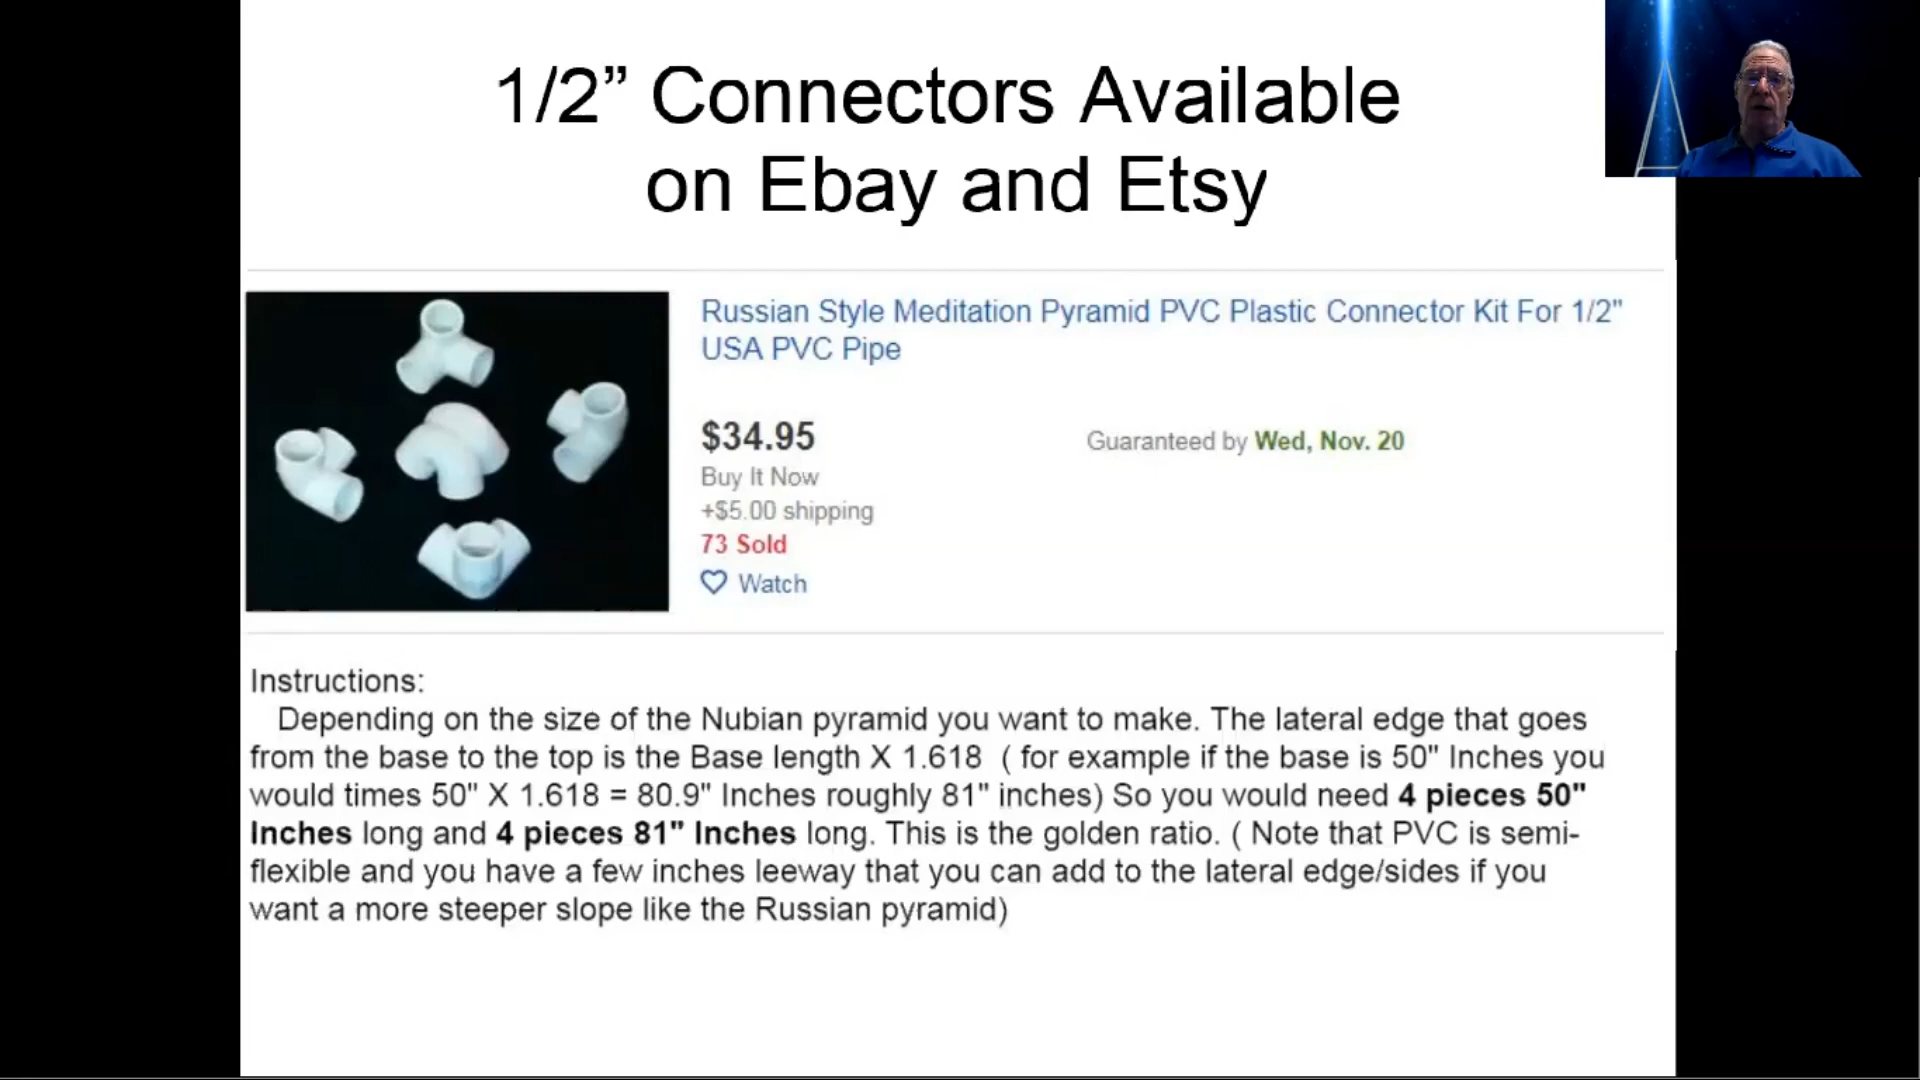 1/2” Connectors Available
on Ebay and Etsy
Russian Style Meditation Pyramid PVC Plastic Connector Kit For 1/2"
USA PVC Pipe
$34.95
Guaranteed by Wed, Nov. 20
Buy It Now
+$5.00 shipping
73 Sold
Watch
Instructions:
Depending on the size of the Nubian pyramid you want to make. The lateral edge that goes
from the base to the top is the Base length X 1.618 ( for example if the base is 50" Inches you
would times 50" X 1.618 = 80.9" Inches roughly 81" inches) So you would need 4 pieces 50"
Inches long and 4 pieces 81" Inches long. This is the golden ratio. ( Note that PVC is semi-
flexible and you have a few inches leeway that you can add to the lateral edge/sides if you
want a more steeper slope like the Russian pyramid)